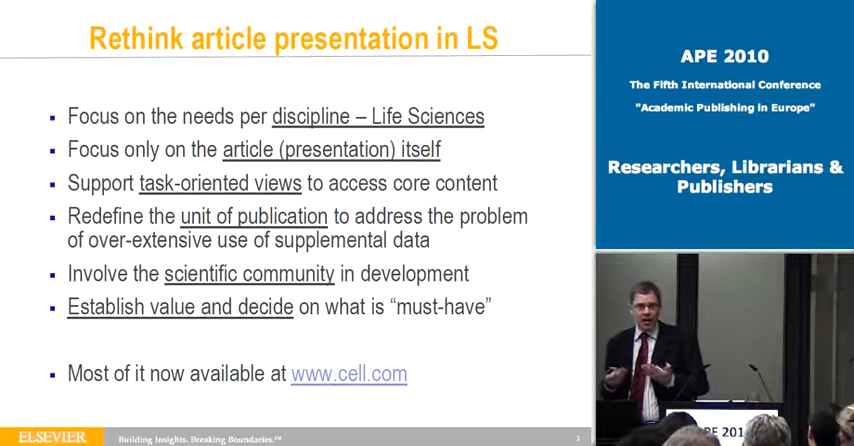 Rethink article presentation in LS
Focus on the needs per discipline – Life Sciences
Focus only on the article (presentation) itself
Support task-oriented views to access core content
Redefine the unit of publication to address the problem
of over-extensive use of supplemental data
Involve the scientific community in development
Establish value and decide on what is “must-have”
Most of it now available at www.cell.com
ELSEVIER
Building Insights. Breaking Boundaries.™
3
APE 2010
The Fifth International Conference
"Academic Publishing in Europe"
Researchers, Librarians &
Publishers
PE 201